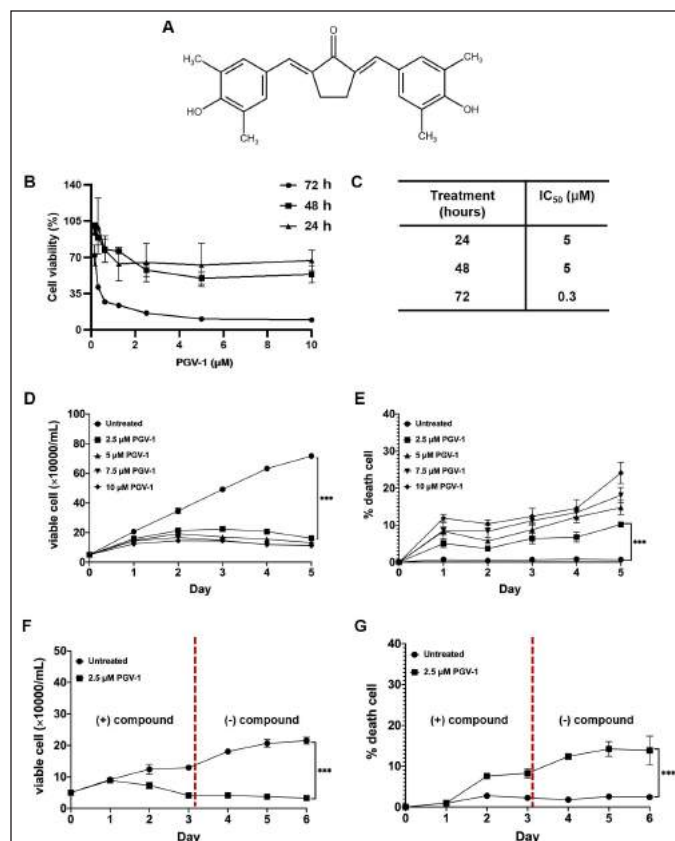 A
O
H₃C
CH₃
HO
OH
CH₃
CH₃
B
140
105
70
35
0
Cell viability (%)
72 h
48 h
24 h
0 2 4 6 8 10
PGV-1 (µM)
C
Treatment (hours) IC₅₀ (µM)
24 5
48 5
72 0.3
D
100
80
60
40
20
0
viable cell (×10000/mL)
Untreated
2.5 µM PGV-1
5 µM PGV-1
7.5 µM PGV-1
10 µM PGV-1
***
0 1 2 3 4 5
Day
E
40
30
20
10
0
% death cell
Untreated
2.5 µM PGV-1
5 µM PGV-1
7.5 µM PGV-1
10 µM PGV-1
***
0 1 2 3 4 5
Day
F
50
40
30
20
10
0
viable cell (×10000/mL)
Untreated
2.5 µM PGV-1
(+) compound
(-) compound
***
0 1 2 3 4 5 6
Day
G
40
30
20
10
0
% death cell
Untreated
2.5 µM PGV-1
(+) compound
(-) compound
***
0 1 2 3 4 5 6
Day